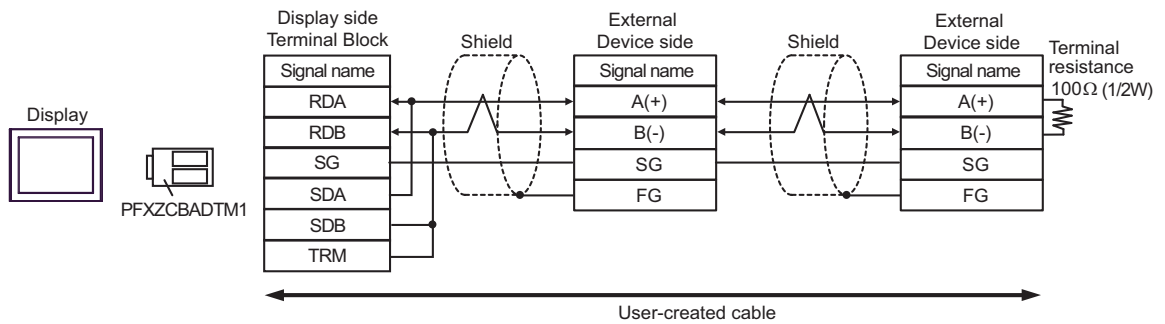 Display
PFXZCBADTM1
Display side
Terminal Block
Signal name
RDA
RDB
SG
SDA
SDB
TRM
Shield
External
Device side
Signal name
A(+)
B(-)
SG
FG
Shield
External
Device side
Signal name
A(+)
B(-)
SG
FG
Terminal
resistance
100Ω (1/2W)
User-created cable